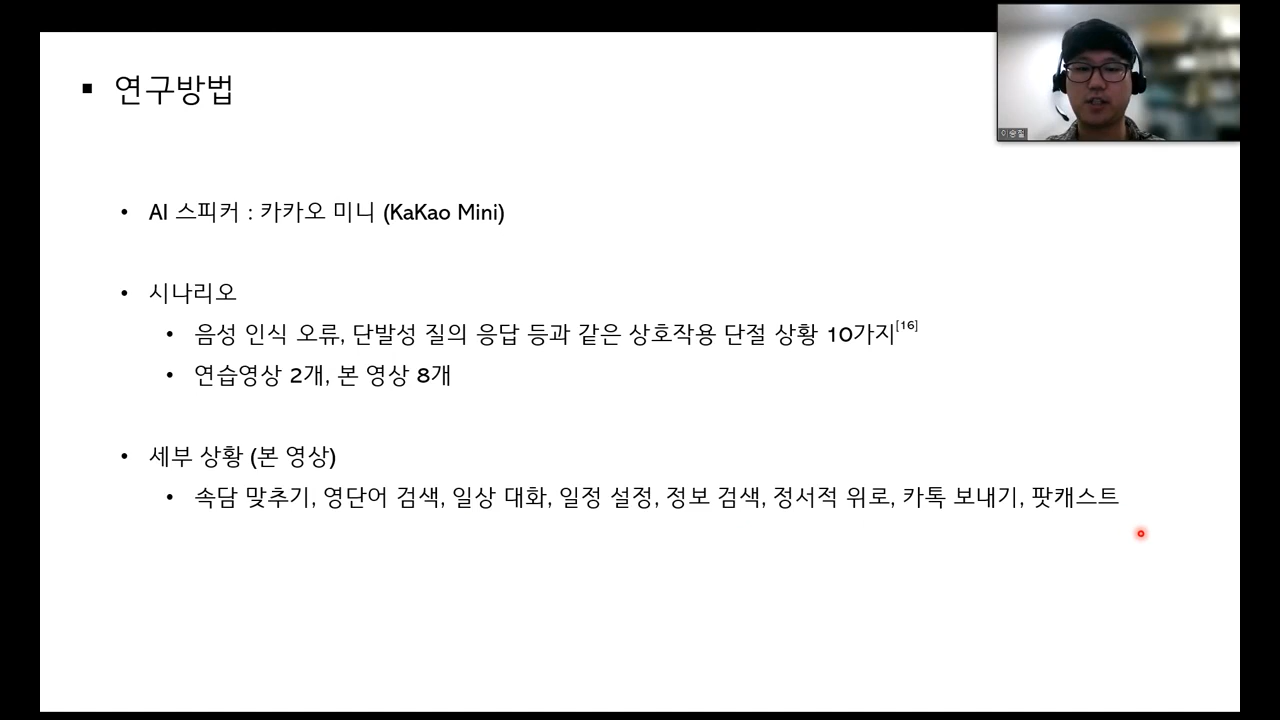 ▪ 연구방법
• AI 스피커 : 카카오 미니 (KaKao Mini)
• 시나리오
• 음성 인식 오류, 단발성 질의 응답 등과 같은 상호작용 단절 상황 10가지[16]
• 연습영상 2개, 본 영상 8개
• 세부 상황 (본 영상)
• 속담 맞추기, 영단어 검색, 일상 대화, 일정 설정, 정보 검색, 정서적 위로, 카톡 보내기, 팟캐스트
이승철